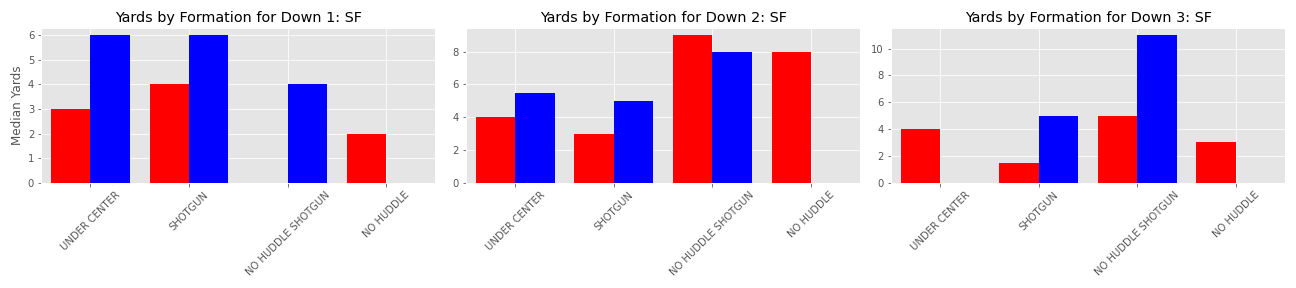 Yards by Formation for Down 1: SF
Median Yards
6
5
4
3
2
1
0
UNDER CENTER
SHOTGUN
NO HUDDLE SHOTGUN
NO HUDDLE
Yards by Formation for Down 2: SF
8
6
4
2
0
UNDER CENTER
SHOTGUN
NO HUDDLE SHOTGUN
NO HUDDLE
Yards by Formation for Down 3: SF
10
8
6
4
2
0
UNDER CENTER
SHOTGUN
NO HUDDLE SHOTGUN
NO HUDDLE